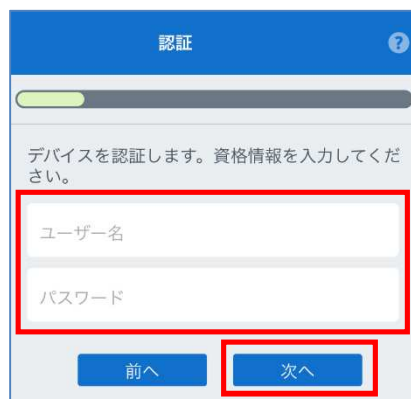 認証
?
デバイスを認証します。資格情報を入力してくだ
さい。
ユーザー名
パスワード
前へ
次へ